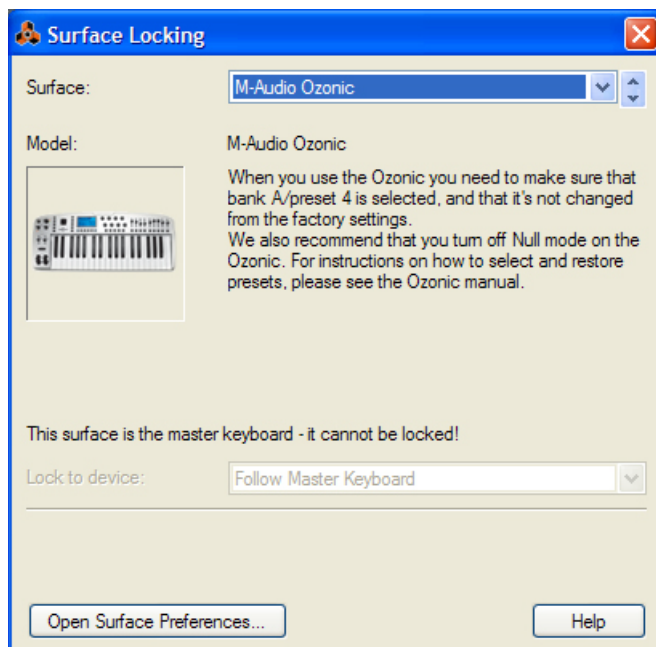 Surface Locking
Surface: M-Audio Ozonic
Model: M-Audio Ozonic
When you use the Ozonic you need to make sure that
bank A/preset 4 is selected, and that it's not changed
from the factory settings.
We also recommend that you turn off Null mode on the
Ozonic. For instructions on how to select and restore
presets, please see the Ozonic manual.
This surface is the master keyboard - it cannot be locked!
Lock to device: Follow Master Keyboard
Open Surface Preferences... Help